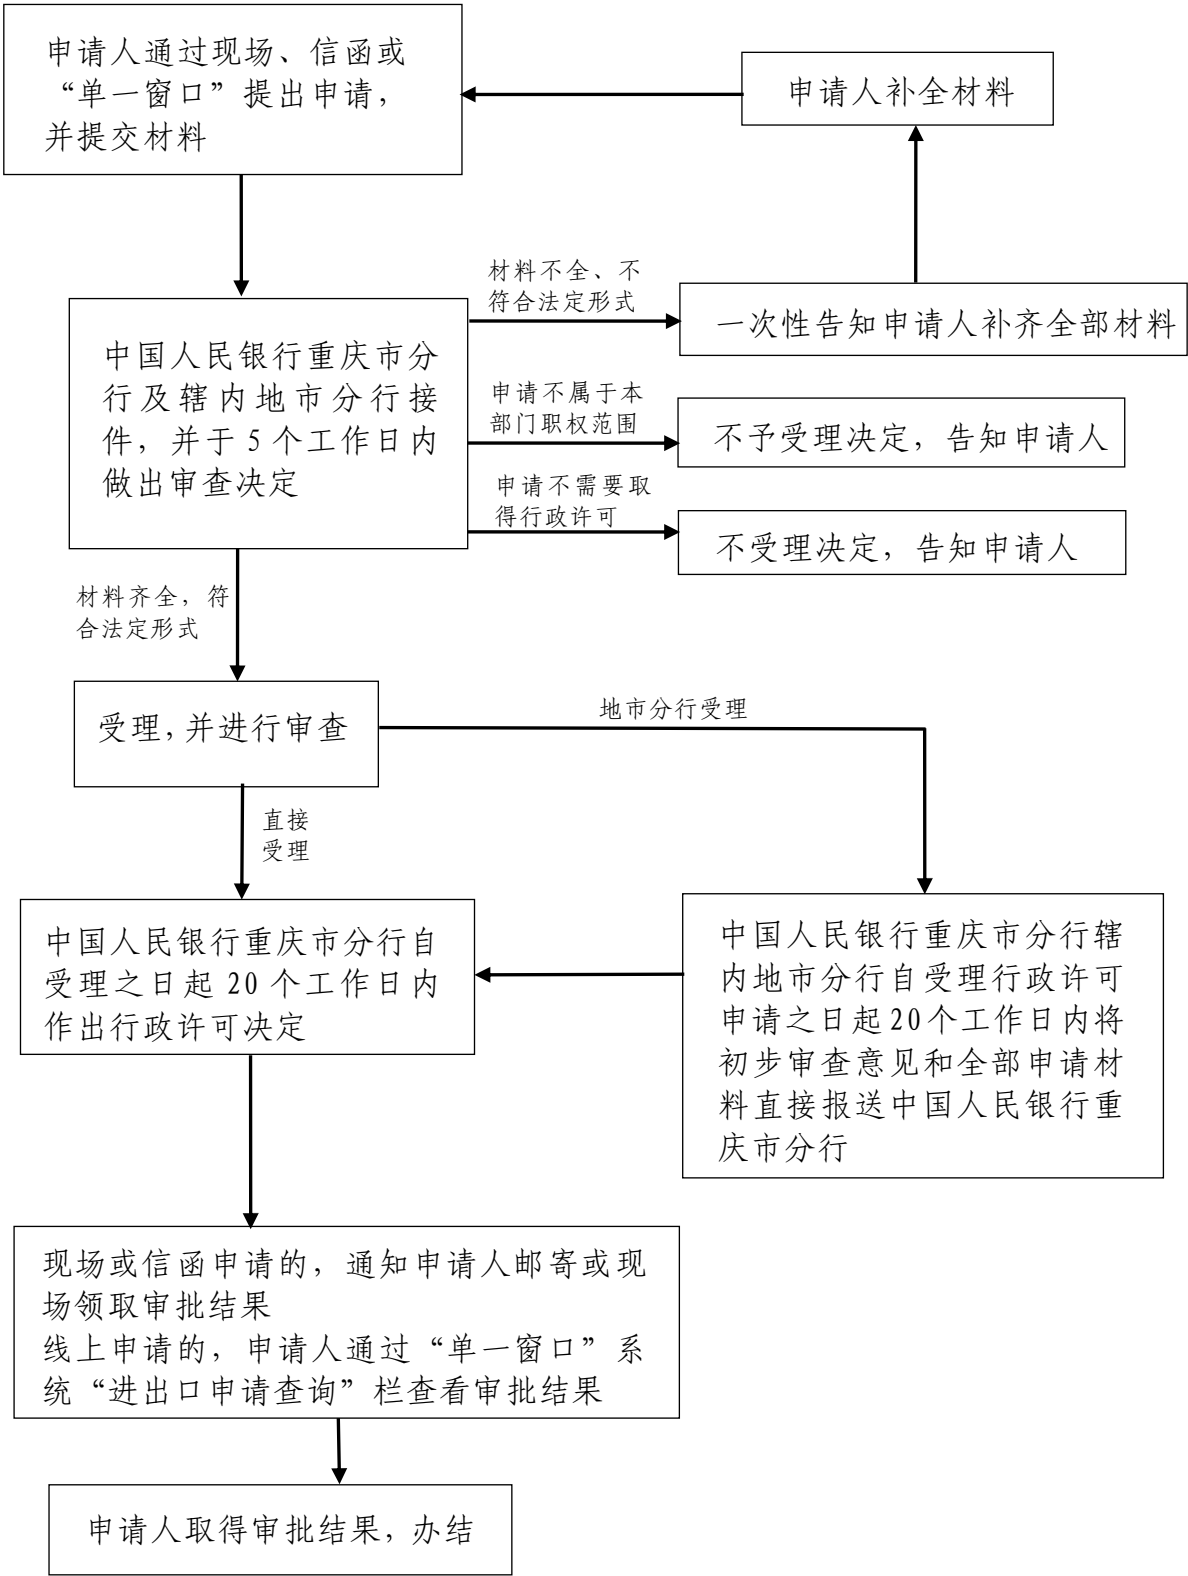 申请人通过现场、信函或
“单一窗口”提出申请，
并提交材料
申请人补全材料
材料不全、不
符合法定形式
一次性告知申请人补齐全部材料
中国人民银行重庆市分
行及辖内地市分行接
件，并于 5 个工作日内
做出审查决定
申请不属于本
部门职权范围
不予受理决定，告知申请人
申请不需要取
得行政许可
不受理决定，告知申请人
材料齐全，符
合法定形式
受理，并进行审查
地市分行受理
直接
受理
中国人民银行重庆市分行自
受理之日起 20 个工作日内
作出行政许可决定
中国人民银行重庆市分行辖
内地市分行自受理行政许可
申请之日起20个工作日内将
初步审查意见和全部申请材
料直接报送中国人民银行重
庆市分行
现场或信函申请的，通知申请人邮寄或现
场领取审批结果
线上申请的，申请人通过“单一窗口”系
统“进出口申请查询”栏查看审批结果
申请人取得审批结果，办结